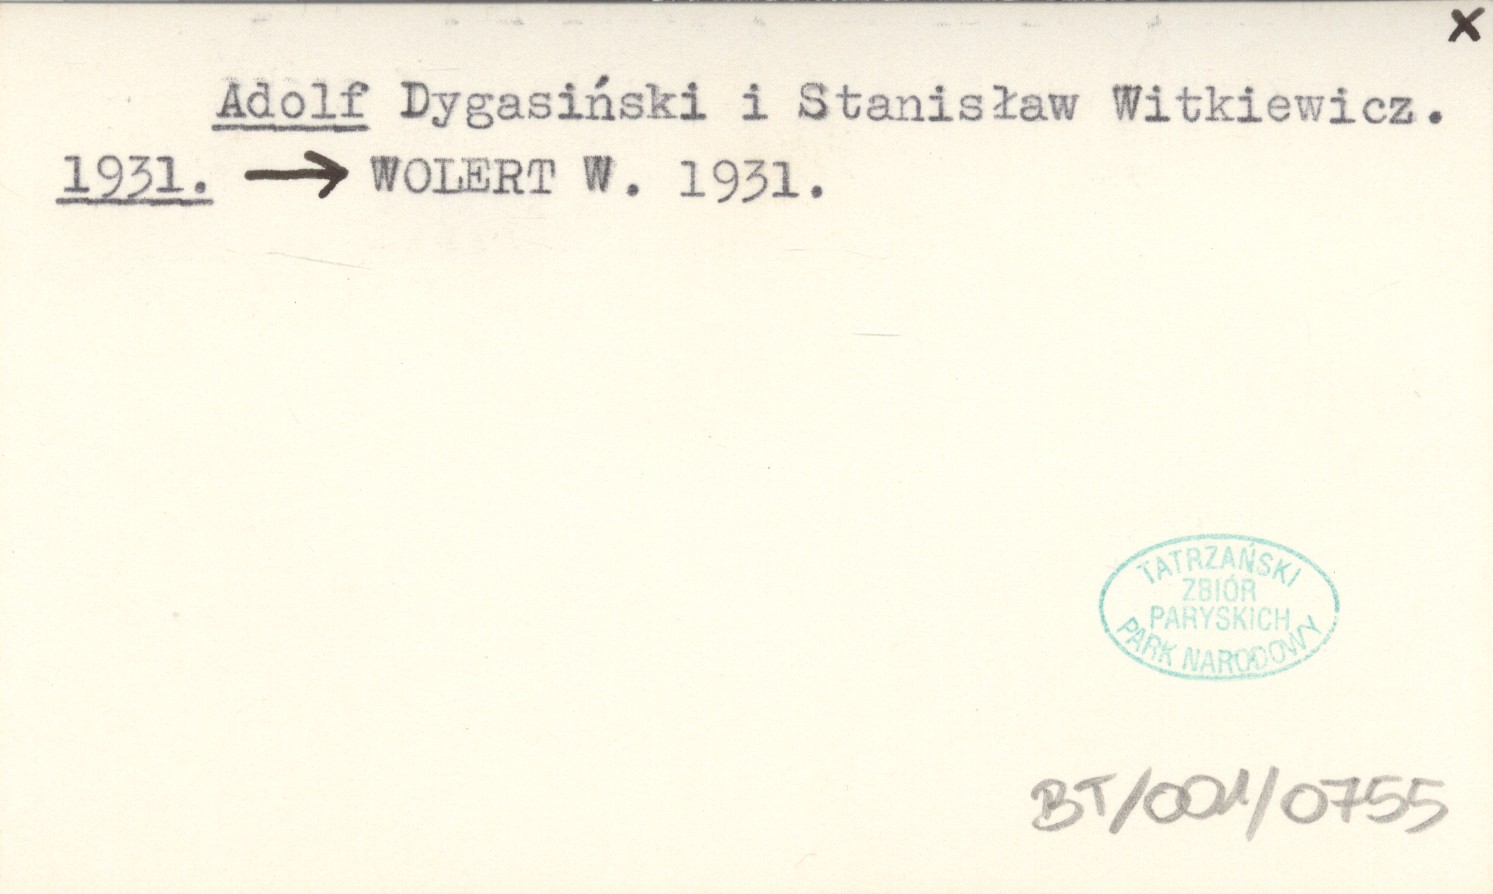 x
Adolf Dygasiński i Stanisław Witkiewicz.
1931. → WOLERT W. 1931.
TATRZAŃSKI
ZBIÓR
PARYSKICH
PARK NARODOWY
BT/001/0755